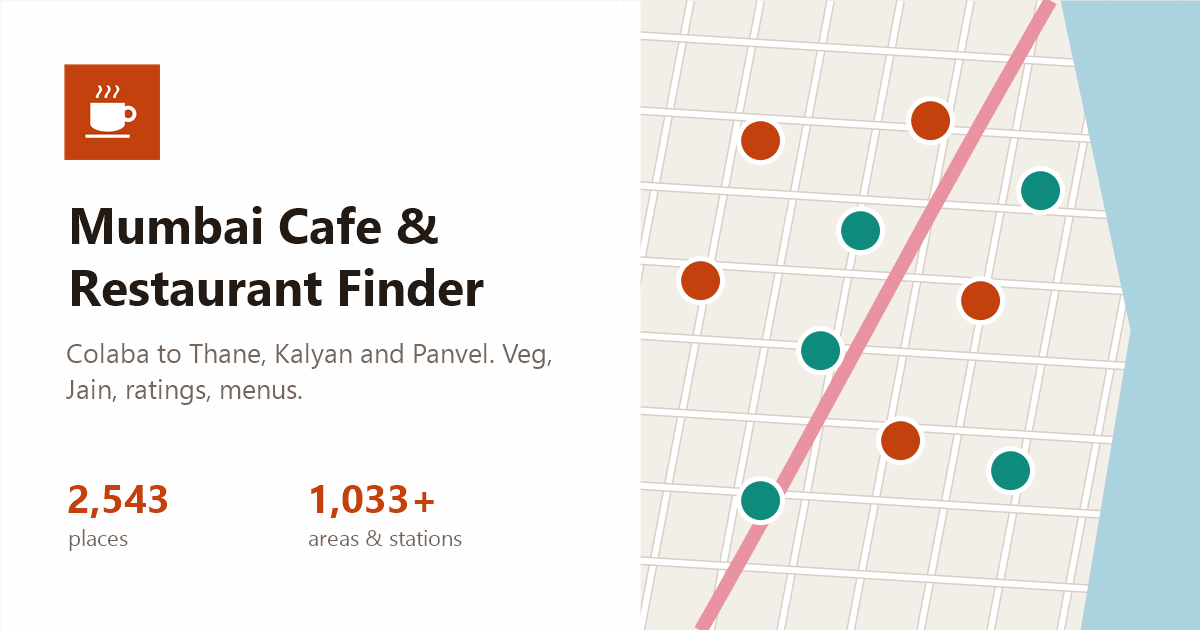 Mumbai Cafe &
Restaurant Finder
Colaba to Thane, Kalyan and Panvel. Veg,
Jain, ratings, menus.
2,543
places
1,033+
areas & stations